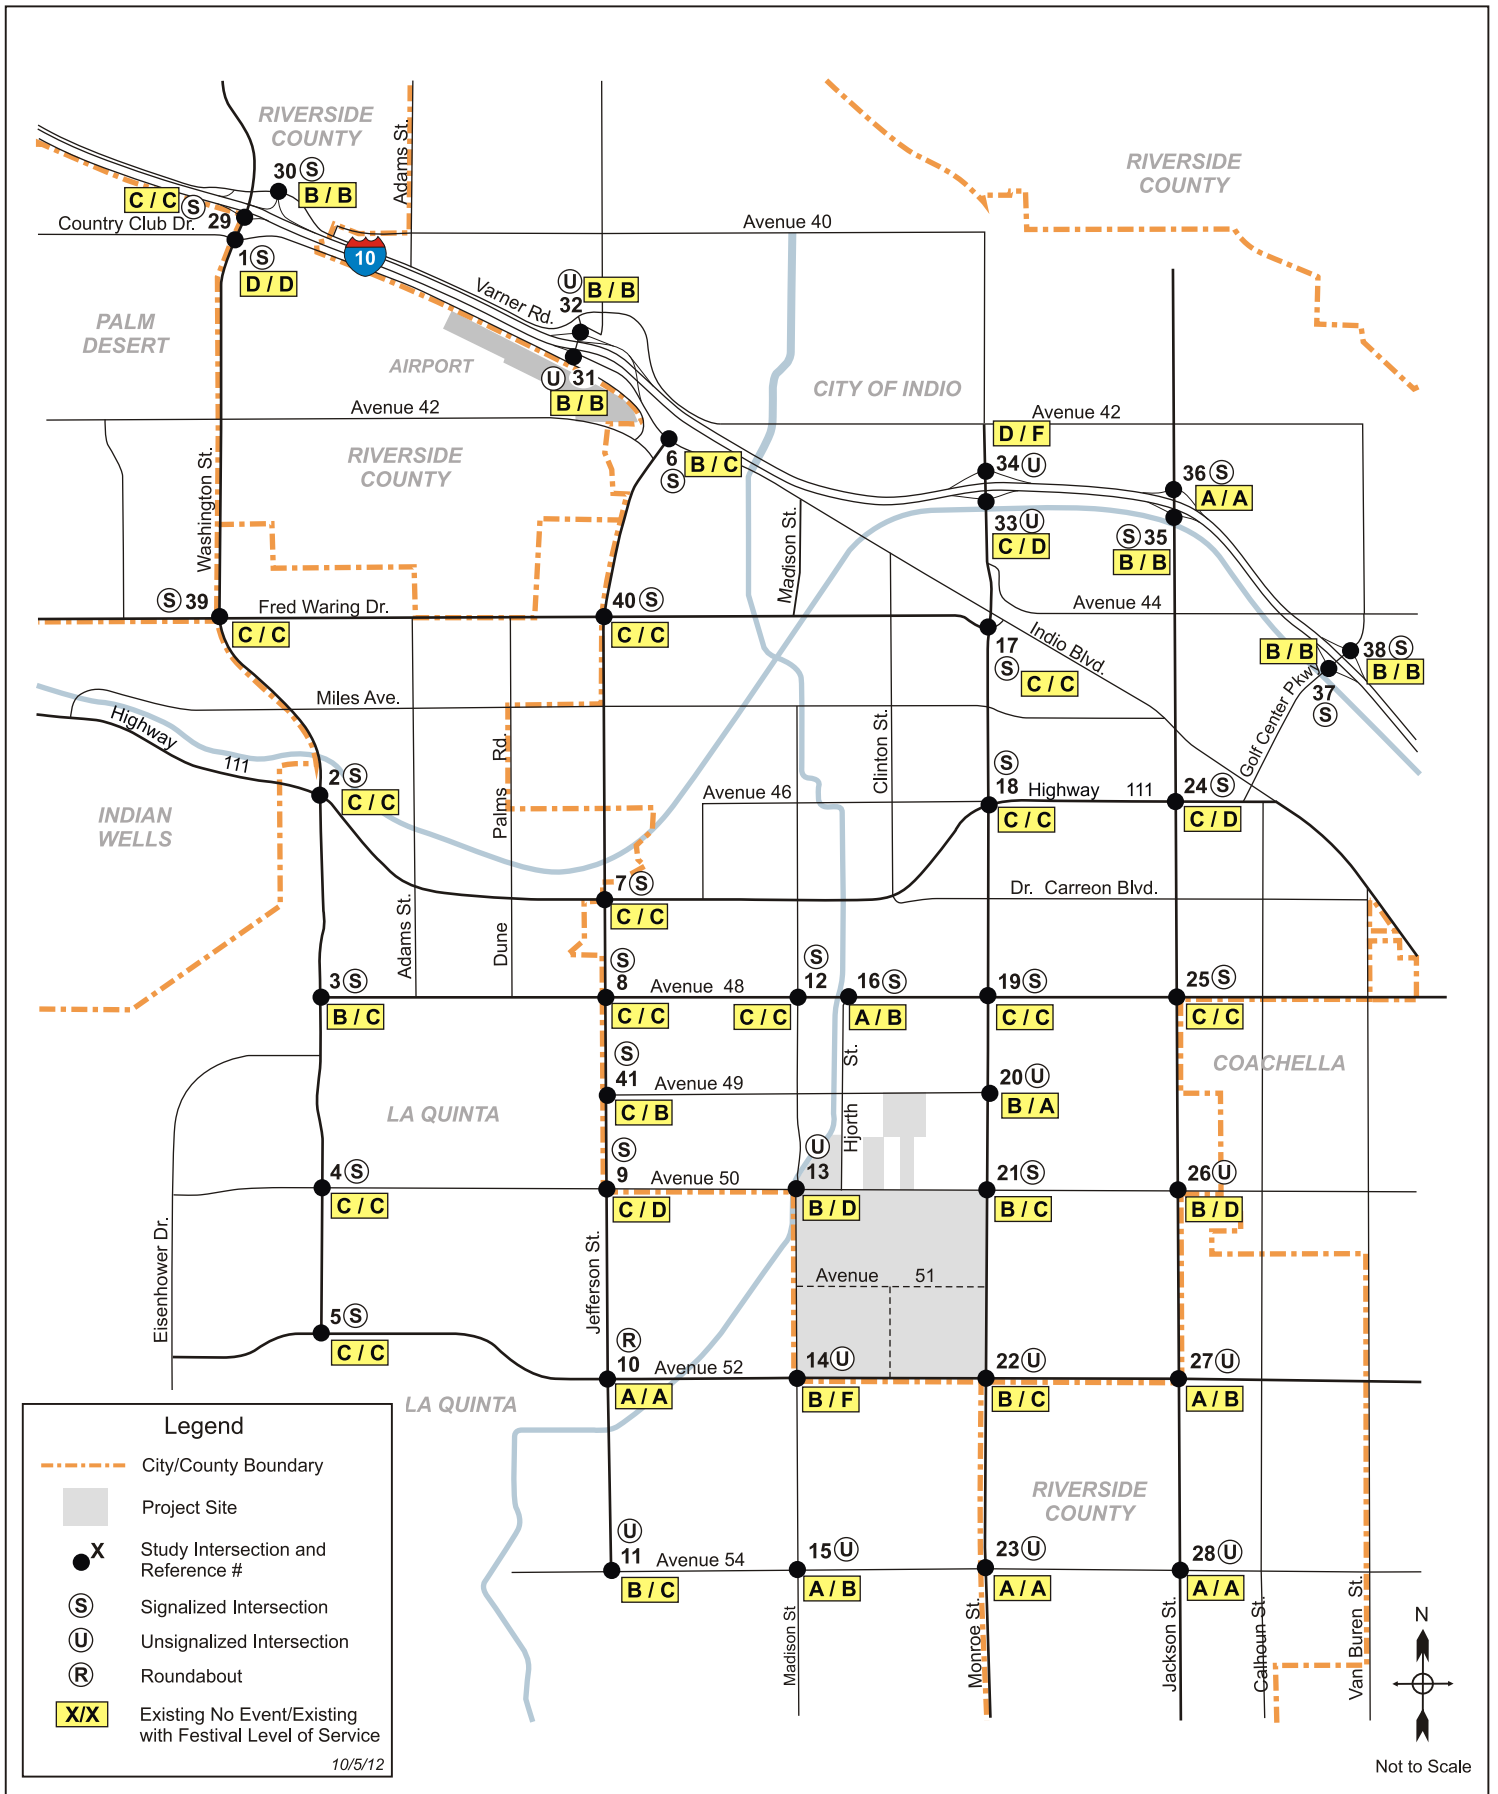 RIVERSIDE
COUNTY
Adams St.
RIVERSIDE
COUNTY
30 S
B / B
C / C
S
29
Country Club Dr.
Avenue 40
1 S
D / D
10
Varner Rd.
U
B / B
32
PALM
DESERT
AIRPORT
U 31
B / B
CITY OF INDIO
Avenue 42
Avenue 42
D / F
RIVERSIDE
COUNTY
Washington St.
6
S
B / C
34 U
36 S
A / A
Madison St.
33 U
C / D
S 35
B / B
S 39
Fred Waring Dr.
C / C
40 S
C / C
Avenue 44
17
S
C / C
Indio Blvd.
B / B
38 S
B / B
37
S
Golf Center Pkwy
Miles Ave.
Highway
111
Palms Rd.
Dune
Clinton St.
2 S
C / C
INDIAN
WELLS
Avenue 46
S
18
Highway 111
C / C
24 S
C / D
7 S
C / C
Dr. Carreon Blvd.
Adams St.
3 S
B / C
S
8
C / C
Avenue 48
S
12
C / C
16 S
A / B
19 S
C / C
25 S
C / C
COACHELLA
Hjorth St.
S
41
C / B
Avenue 49
20 U
B / A
LA QUINTA
4 S
C / C
S
9
C / D
Avenue 50
U
13
B / D
21 S
B / C
26 U
B / D
Eisenhower Dr.
Jefferson St.
Avenue 51
5 S
C / C
R
10
A / A
Avenue 52
14 U
B / F
22 U
B / C
27 U
A / B
LA QUINTA
RIVERSIDE
COUNTY
U
11
B / C
Avenue 54
15 U
A / B
23 U
A / A
28 U
A / A
Madison St
Monroe St.
Jackson St.
Calhoun St.
Van Buren St.
Legend
City/County Boundary
Project Site
X
Study Intersection and
Reference #
S Signalized Intersection
U Unsignalized Intersection
R Roundabout
X/X Existing No Event/Existing
with Festival Level of Service
10/5/12
N
Not to Scale